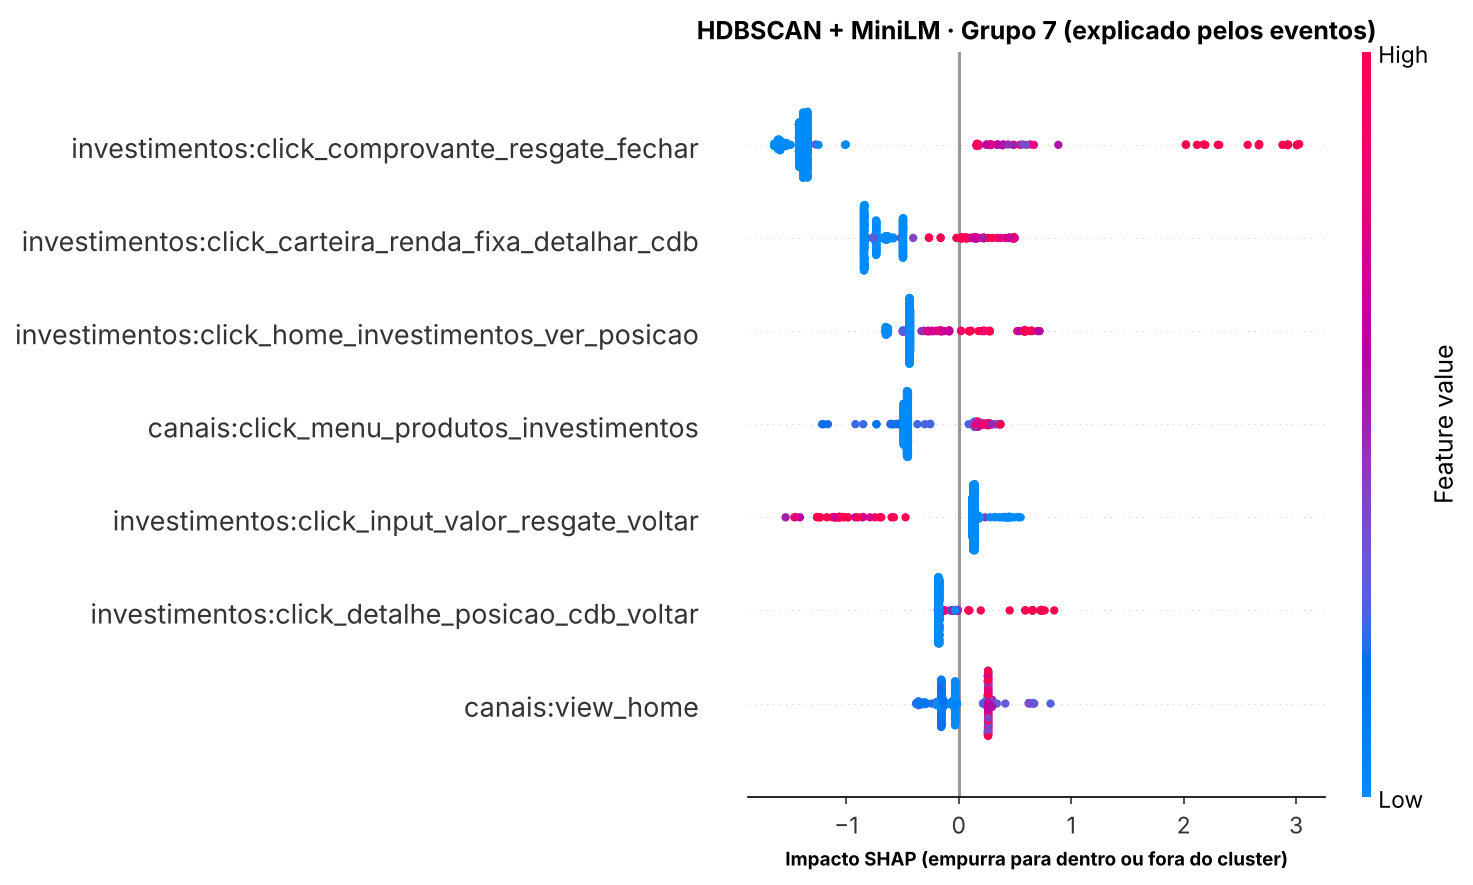 HDBSCAN + MiniLM · Grupo 7 (explicado pelos eventos)
High
investimentos:click_comprovante_resgate_fechar
investimentos:click_carteira_renda_fixa_detalhar_cdb
investimentos:click_home_investimentos_ver_posicao
canais:click_menu_produtos_investimentos
investimentos:click_input_valor_resgate_voltar
investimentos:click_detalhe_posicao_cdb_voltar
canais:view_home
Feature value
Low
−1 0 1 2 3
Impacto SHAP (empurra para dentro ou fora do cluster)